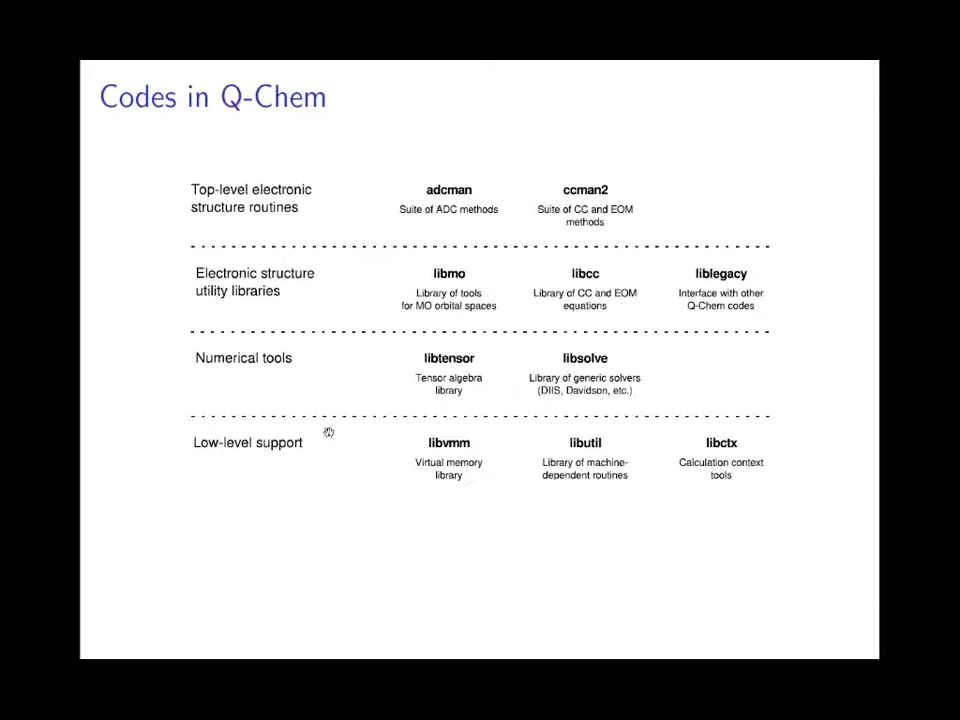 Codes in Q-Chem
Top-level electronic
structure routines
adcman
Suite of ADC methods
ccman2
Suite of CC and EOM
methods
Electronic structure
utility libraries
libmo
Library of tools
for MO orbital spaces
libcc
Library of CC and EOM
equations
liblegacy
Interface with other
Q-Chem codes
Numerical tools
libtensor
Tensor algebra
library
libsolve
Library of generic solvers
(DIIS, Davidson, etc.)
Low-level support
libvmm
Virtual memory
library
libutil
Library of machine-
dependent routines
libctx
Calculation context
tools